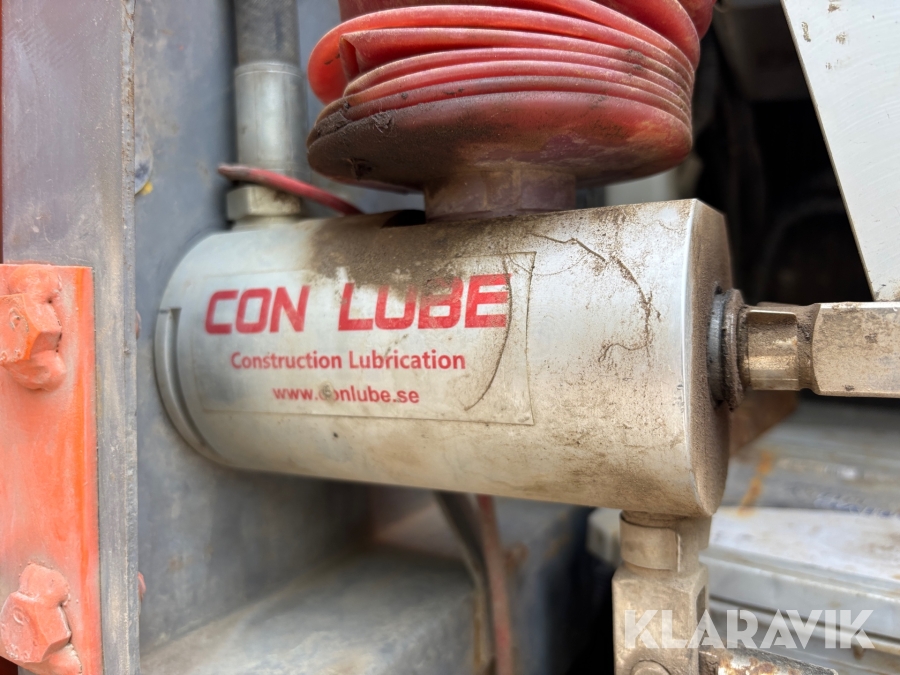 CON LUBE
Construction Lubrication
www.conlube.se
KLARAVIK